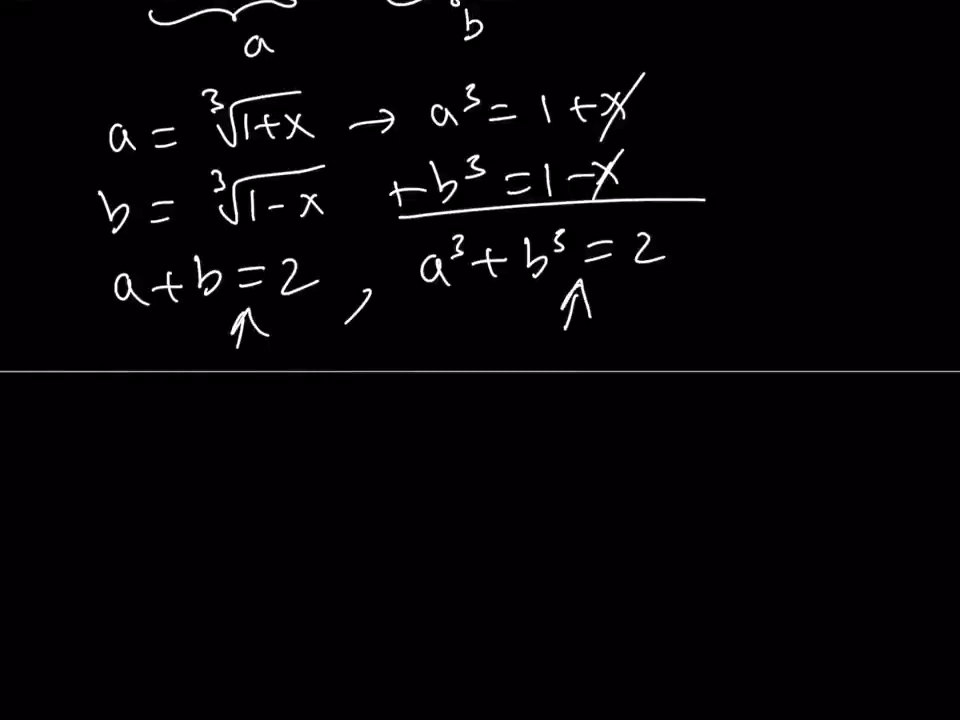 a b
a = ∛(1+x) → a³ = 1 + x
b = ∛(1-x) + b³ = 1 - x
a + b = 2 , a³ + b³ = 2